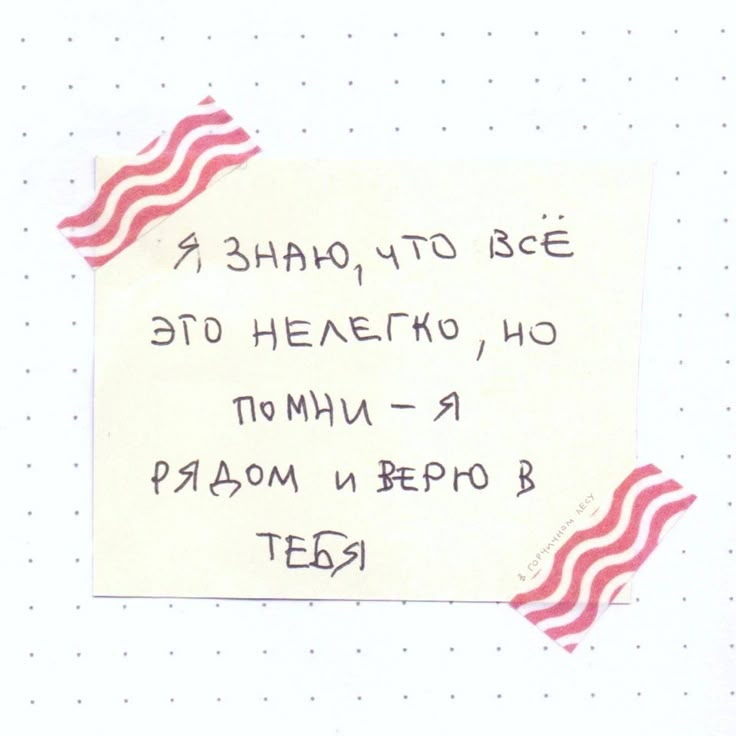 Я ЗНАЮ, ЧТО ВСЁ
ЭТО НЕЛЕГКО, НО
ПОМНИ – Я
РЯДОМ И ВЕРЮ В
ТЕБЯ
В ГОРЧИЧНОМ ЛЕСУ